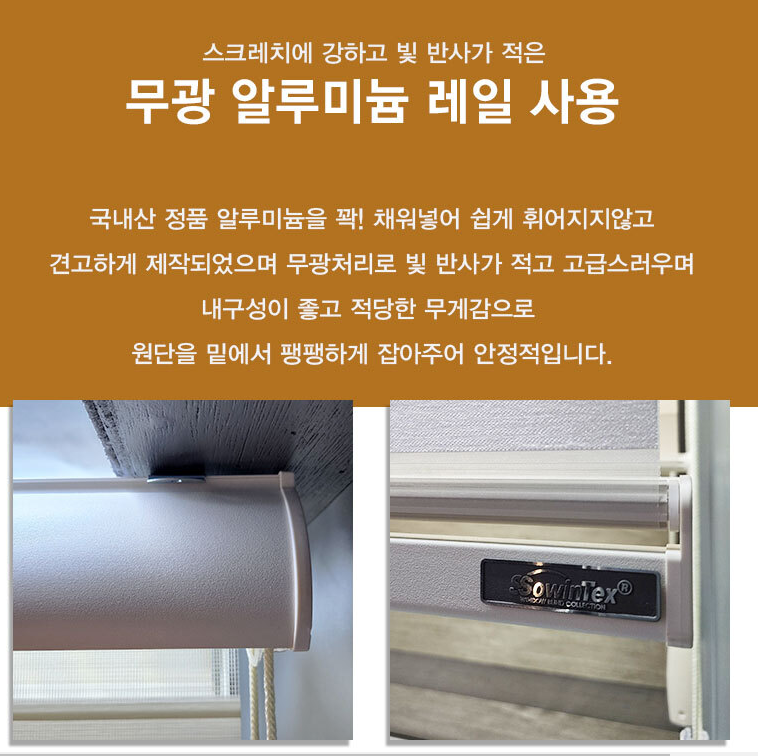 스크레치에 강하고 빛 반사가 적은
무광 알루미늄 레일 사용
국내산 정품 알루미늄을 꽉! 채워넣어 쉽게 휘어지지않고
견고하게 제작되었으며 무광처리로 빛 반사가 적고 고급스러우며
내구성이 좋고 적당한 무게감으로
원단을 밑에서 팽팽하게 잡아주어 안정적입니다.
SowinTex®
WINDOW BLIND COLLECTION